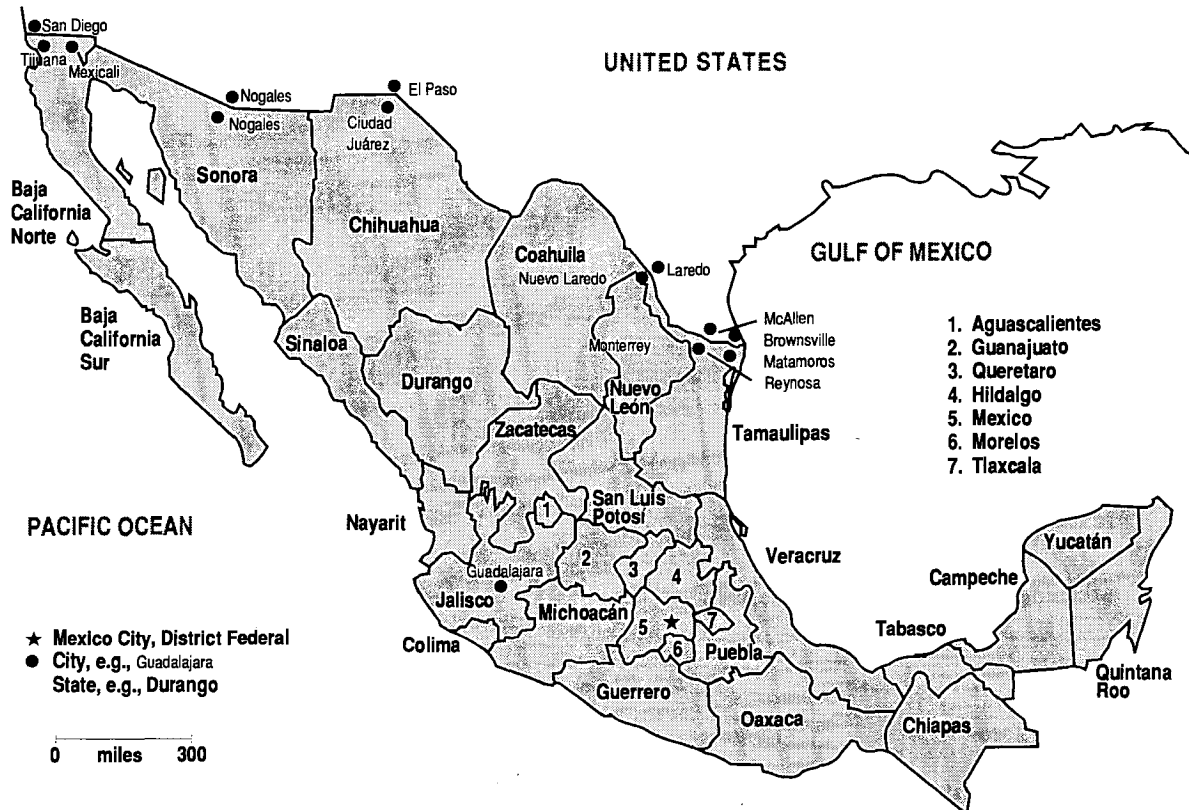 San Diego
Tijuana
Mexicali
UNITED STATES
Nogales
Nogales
El Paso
Ciudad
Juárez
Sonora
Baja
California
Norte
Chihuahua
Coahuila
Nuevo Laredo
Laredo
GULF OF MEXICO
Baja
California
Sur
Sinaloa
Durango
Monterrey
McAllen
Brownsville
Matamoros
Reynosa
Nuevo
León
Zacatecas
Tamaulipas
1. Aguascalientes
2. Guanajuato
3. Queretaro
4. Hildalgo
5. Mexico
6. Morelos
7. Tlaxcala
PACIFIC OCEAN
Nayarit
San Luis
Potosí
1
2
3
4
Veracruz
Yucatán
Campeche
Guadalajara
Jalisco
Michoacán
Colima
5
6
7
Puebla
Tabasco
Quintana
Roo
Guerrero
Oaxaca
Chiapas
★ Mexico City, District Federal
● City, e.g., Guadalajara
State, e.g., Durango
0 miles 300